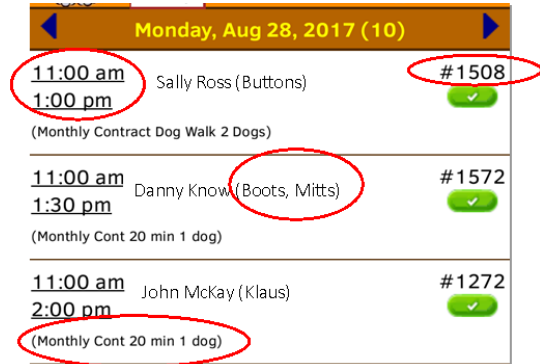 Monday, Aug 28, 2017 (10)
11:00 am
1:00 pm
Sally Ross (Buttons)
#1508
(Monthly Contract Dog Walk 2 Dogs)
11:00 am
1:30 pm
Danny Know (Boots, Mitts)
#1572
(Monthly Cont 20 min 1 dog)
11:00 am
2:00 pm
John McKay (Klaus)
#1272
(Monthly Cont 20 min 1 dog)